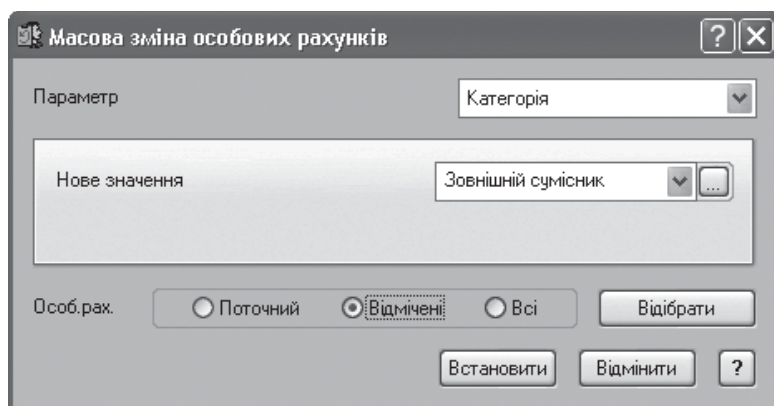 Масова зміна особових рахунків
Параметр Категорія
Нове значення Зовнішній сумісник ...
Особ.рах. Поточний Відмічені Всі Відібрати
Встановити Відмінити ?